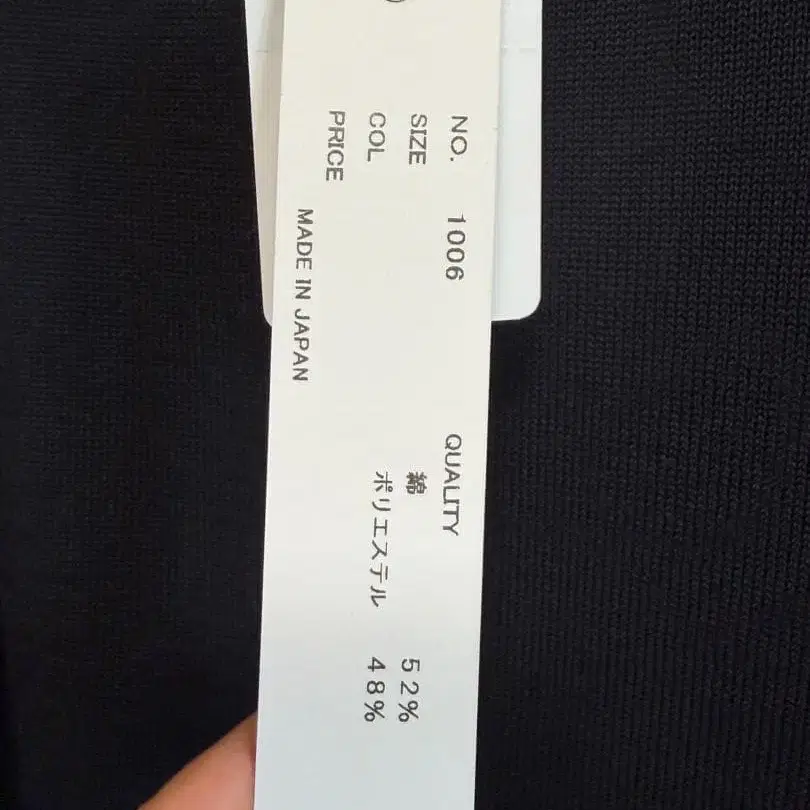 NO. 1006
SIZE
COL
PRICE
MADE IN JAPAN
QUALITY
綿 52%
ポリエステル 48%